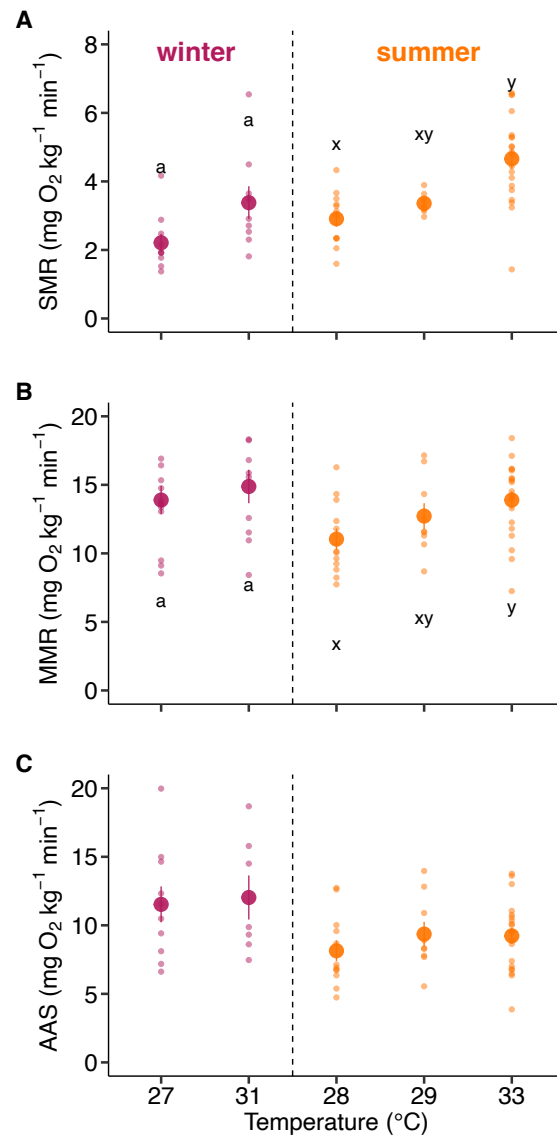 A
winter
summer
8
6
4
2
0
SMR (mg O₂ kg⁻¹ min⁻¹)
a
a
x
xy
y
B
20
15
10
5
0
MMR (mg O₂ kg⁻¹ min⁻¹)
a
a
x
xy
y
C
20
15
10
5
0
AAS (mg O₂ kg⁻¹ min⁻¹)
27 31 28 29 33
Temperature (°C)